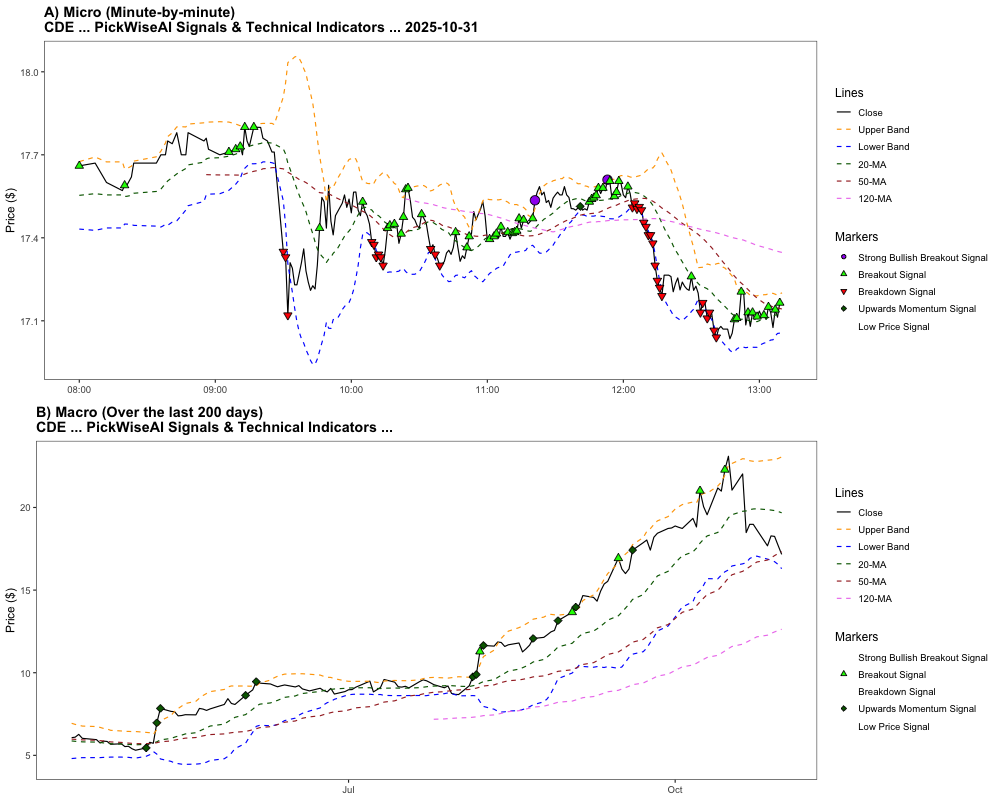 A) Micro (Minute-by-minute)
CDE ... PickWiseAI Signals & Technical Indicators ... 2025-10-31
Price ($)
18.0
17.7
17.4
17.1
08:00
09:00
10:00
11:00
12:00
13:00
Lines
Close
Upper Band
Lower Band
20-MA
50-MA
120-MA
Markers
Strong Bullish Breakout Signal
Breakout Signal
Breakdown Signal
Upwards Momentum Signal
Low Price Signal
B) Macro (Over the last 200 days)
CDE ... PickWiseAI Signals & Technical Indicators ...
Price ($)
20
15
10
5
Jul
Oct
Lines
Close
Upper Band
Lower Band
20-MA
50-MA
120-MA
Markers
Strong Bullish Breakout Signal
Breakout Signal
Breakdown Signal
Upwards Momentum Signal
Low Price Signal